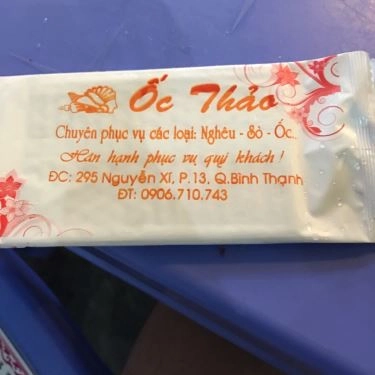 Ốc Thảo
Chuyên phục vụ các loại: Nghêu - Sò - Ốc..
Hân hạnh phục vụ quý khách!
ĐC: 295 Nguyễn Xí, P.13, Q.Bình Thạnh
ĐT: 0906.710.743